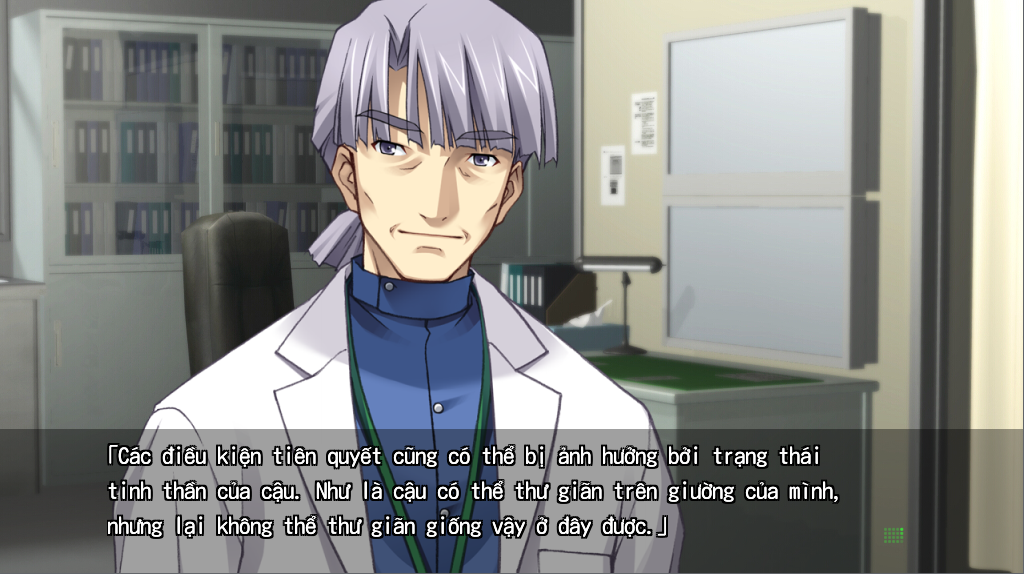 「Các điều kiện tiên quyết cũng có thể bị ảnh hưởng bởi trạng thái
tinh thần của cậu. Như là cậu có thể thư giãn trên giường của mình,
nhưng lại không thể thư giãn giống vậy ở đây được.」